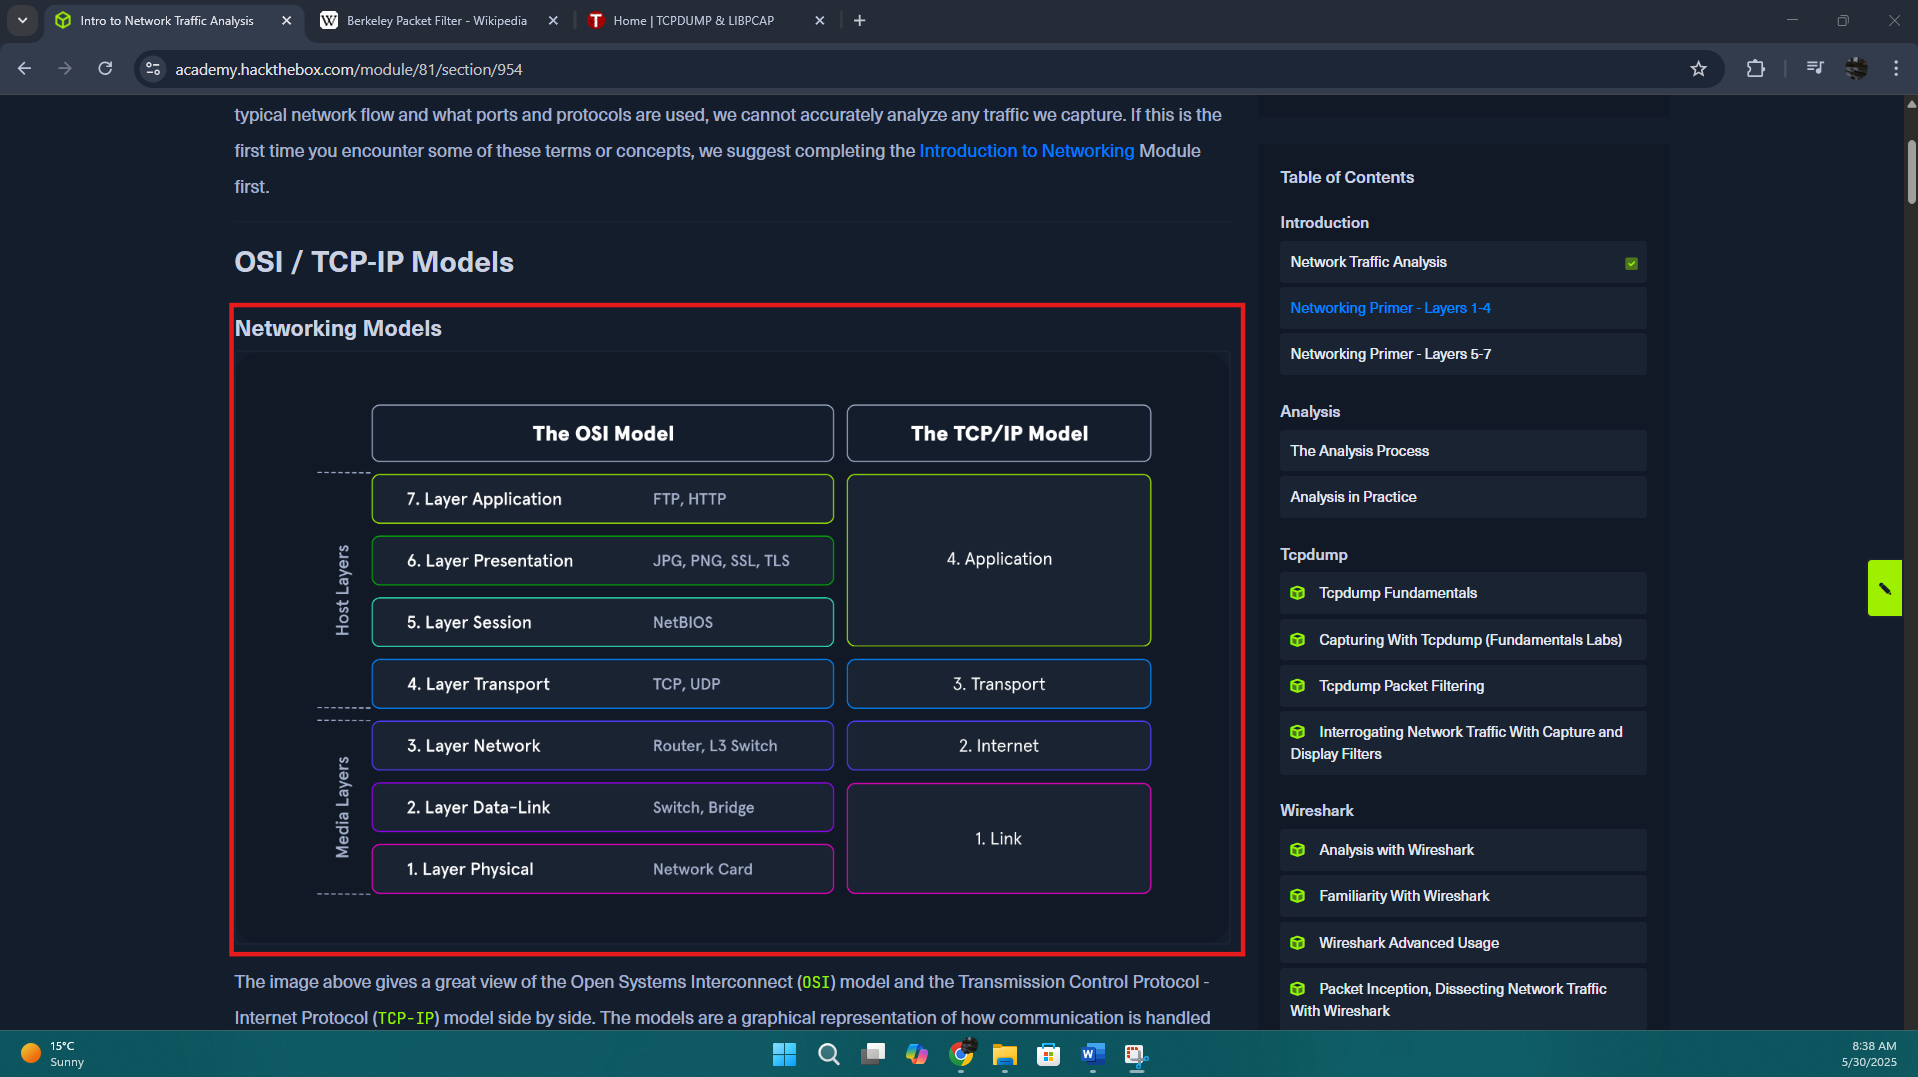 Intro to Network Traffic Analysis
Berkeley Packet Filter - Wikipedia
Home | TCPDUMP & LIBPCAP
academy.hackthebox.com/module/81/section/954
typical network flow and what ports and protocols are used, we cannot accurately analyze any traffic we capture. If this is the
first time you encounter some of these terms or concepts, we suggest completing the Introduction to Networking Module
first.
OSI / TCP-IP Models
Networking Models
The OSI Model
The TCP/IP Model
Host Layers
7. Layer Application FTP, HTTP
6. Layer Presentation JPG, PNG, SSL, TLS
5. Layer Session NetBIOS
4. Application
4. Layer Transport TCP, UDP
3. Transport
Media Layers
3. Layer Network Router, L3 Switch
2. Internet
2. Layer Data-Link Switch, Bridge
1. Layer Physical Network Card
1. Link
The image above gives a great view of the Open Systems Interconnect (OSI) model and the Transmission Control Protocol -
Internet Protocol (TCP-IP) model side by side. The models are a graphical representation of how communication is handled
Table of Contents
Introduction
Network Traffic Analysis
Networking Primer - Layers 1-4
Networking Primer - Layers 5-7
Analysis
The Analysis Process
Analysis in Practice
Tcpdump
Tcpdump Fundamentals
Capturing With Tcpdump (Fundamentals Labs)
Tcpdump Packet Filtering
Interrogating Network Traffic With Capture and
Display Filters
Wireshark
Analysis with Wireshark
Familiarity With Wireshark
Wireshark Advanced Usage
Packet Inception, Dissecting Network Traffic
With Wireshark
15°C
Sunny
8:38 AM
5/30/2025